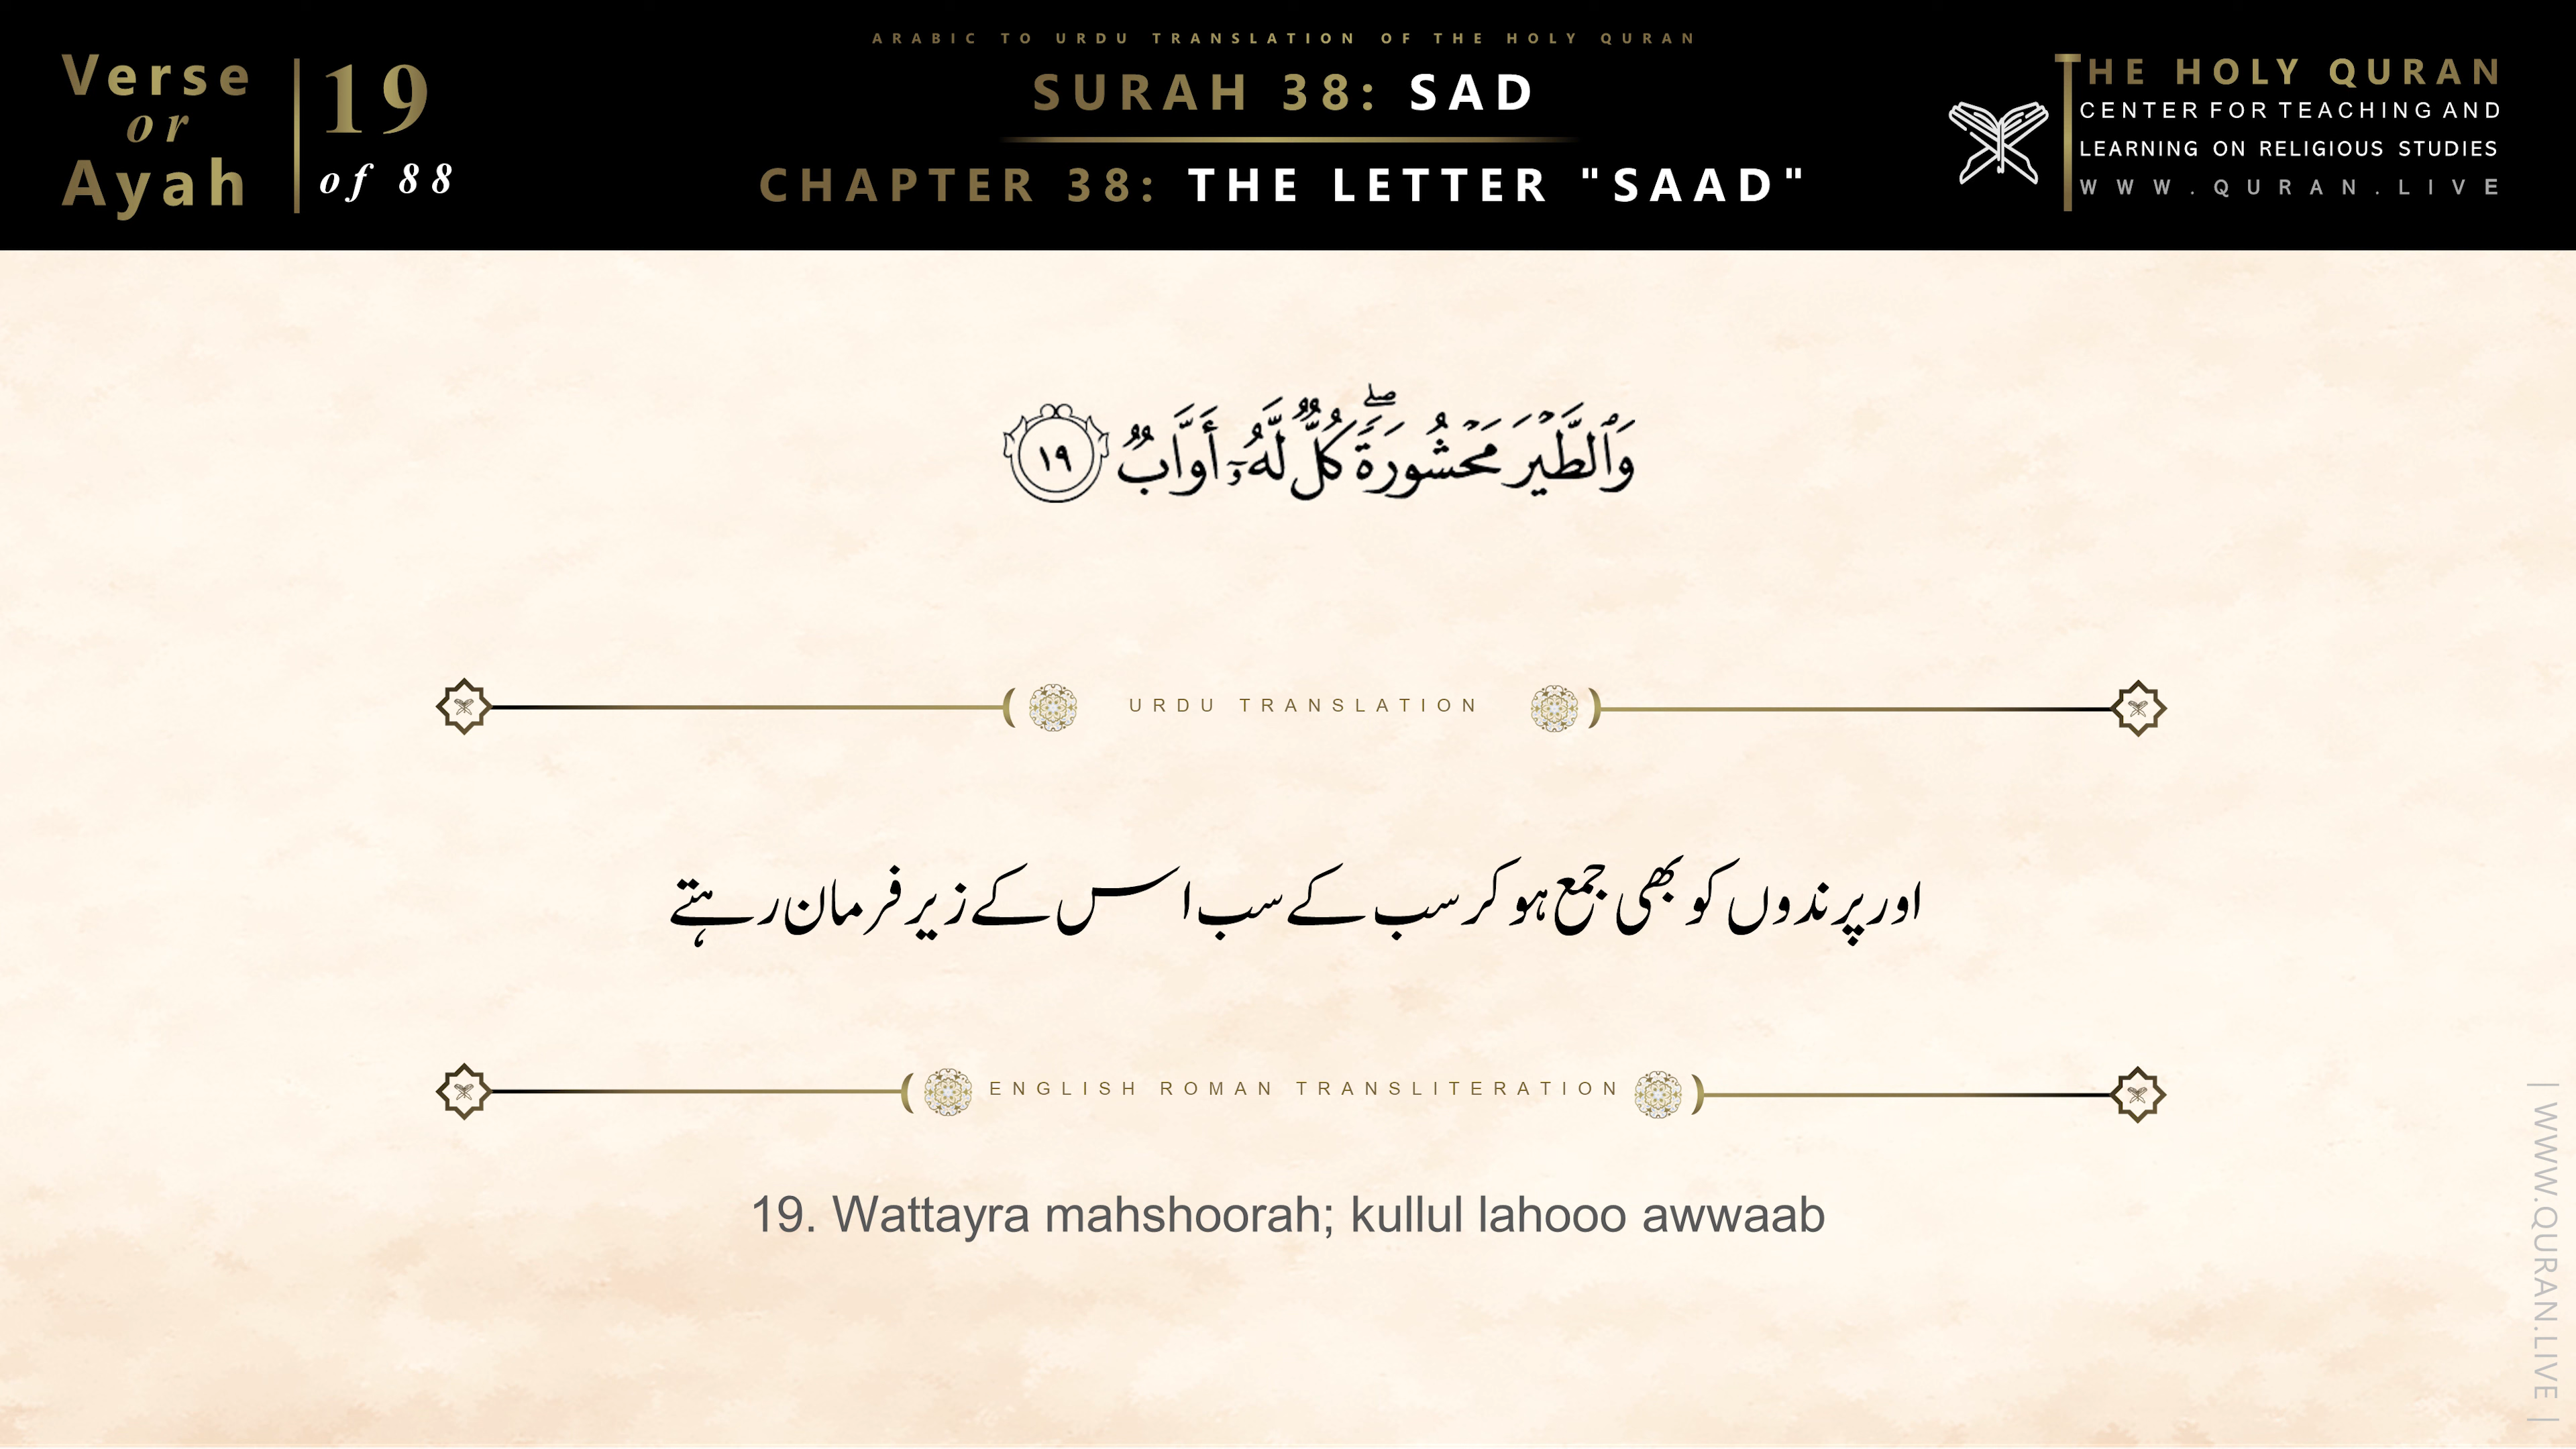 ARABIC TO URDU TRANSLATION OF THE HOLY QURAN
Verse
or
Ayah
19
of 88
SURAH 38: SAD
CHAPTER 38: THE LETTER "SAAD"
THE HOLY QURAN
CENTER FOR TEACHING AND
LEARNING ON RELIGIOUS STUDIES
WWW.QURAN.LIVE
وَٱلطَّيْرَ مَحْشُورَةًۖ كُلٌّ لَّهُۥٓ أَوَّابٌ ١٩
URDU TRANSLATION
اور پرندوں کو بھی جمع ہو کر سب کے سب اس کے زیر فرمان رہتے
ENGLISH ROMAN TRANSLITERATION
19. Wattayra mahshoorah; kullul lahooo awwaab
| WWW.QURAN.LIVE |